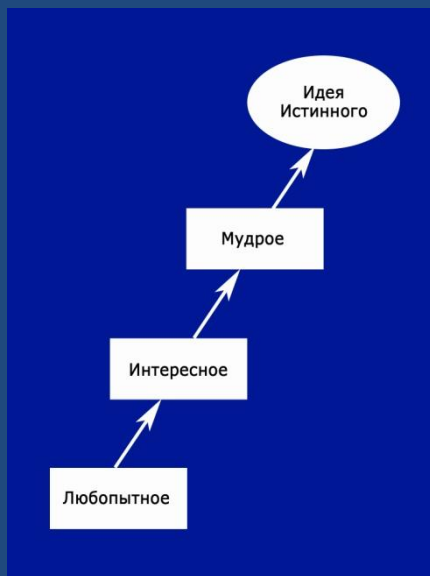 Идея
Истинного
Мудрое
Интересное
Любопытное